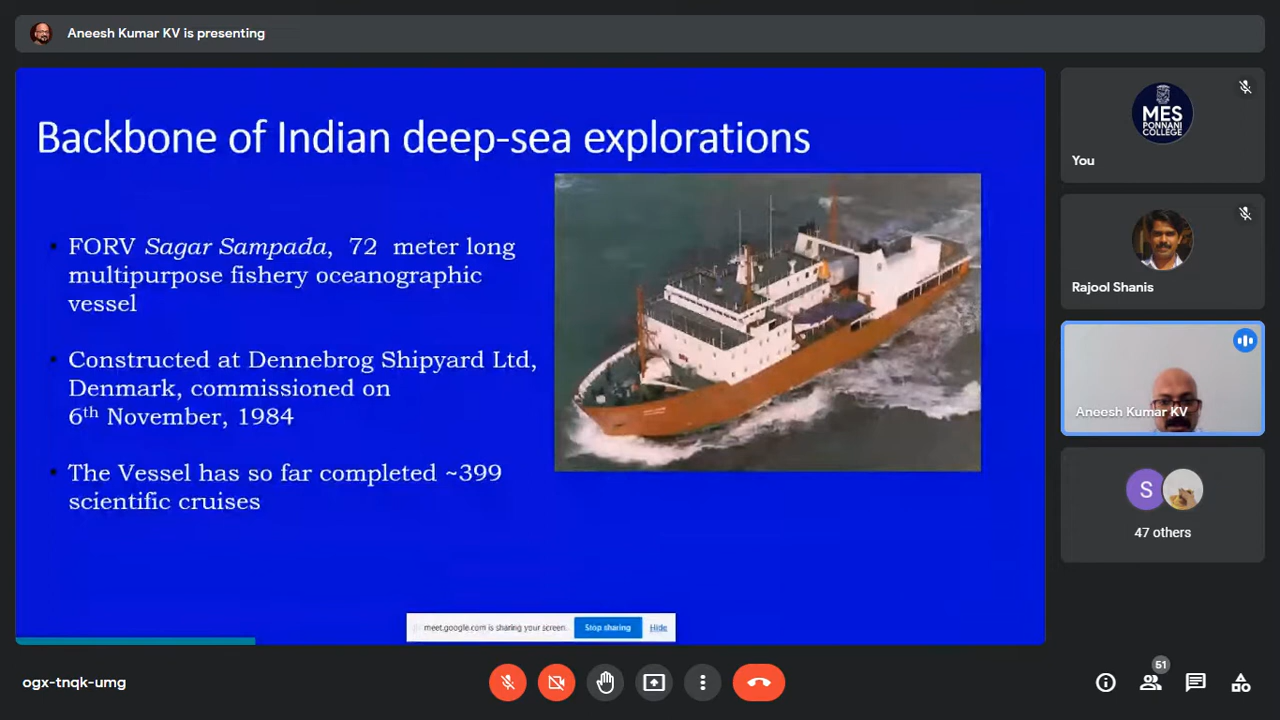 Aneesh Kumar KV is presenting
Backbone of Indian deep-sea explorations
• FORV Sagar Sampada, 72 meter long
multipurpose fishery oceanographic
vessel
• Constructed at Dennebrog Shipyard Ltd,
Denmark, commissioned on
6th November, 1984
• The Vessel has so far completed ~399
scientific cruises
meet.google.com is sharing your screen.
Stop sharing
Hide
MES
PONNANI
COLLEGE
You
Rajool Shanis
Aneesh Kumar KV
S
47 others
ogx-tnqk-umg
51